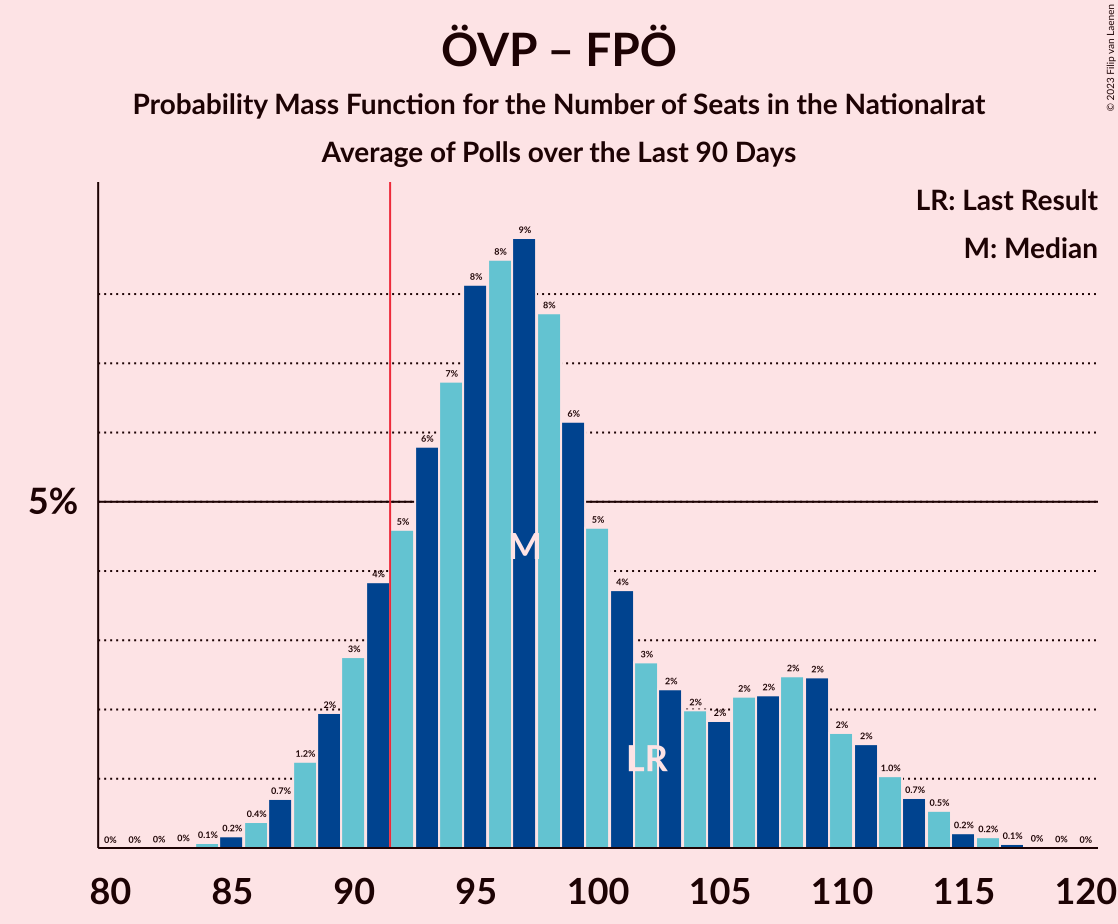 ÖVP – FPÖ
Probability Mass Function for the Number of Seats in the Nationalrat
Average of Polls over the Last 90 Days
© 2023 Filip van Laenen
LR: Last Result
M: Median
5%
0% 0% 0% 0% 0.1% 0.2% 0.4% 0.7% 1.2% 2% 3% 4% 5% 6% 7% 8% 8% 9% 8% 6% 5% 4% 3% 2% 2% 2% 2% 2% 2% 2% 2% 2% 1.0% 0.7% 0.5% 0.2% 0.2% 0.1% 0% 0% 0%
M
LR
80 85 90 95 100 105 110 115 120